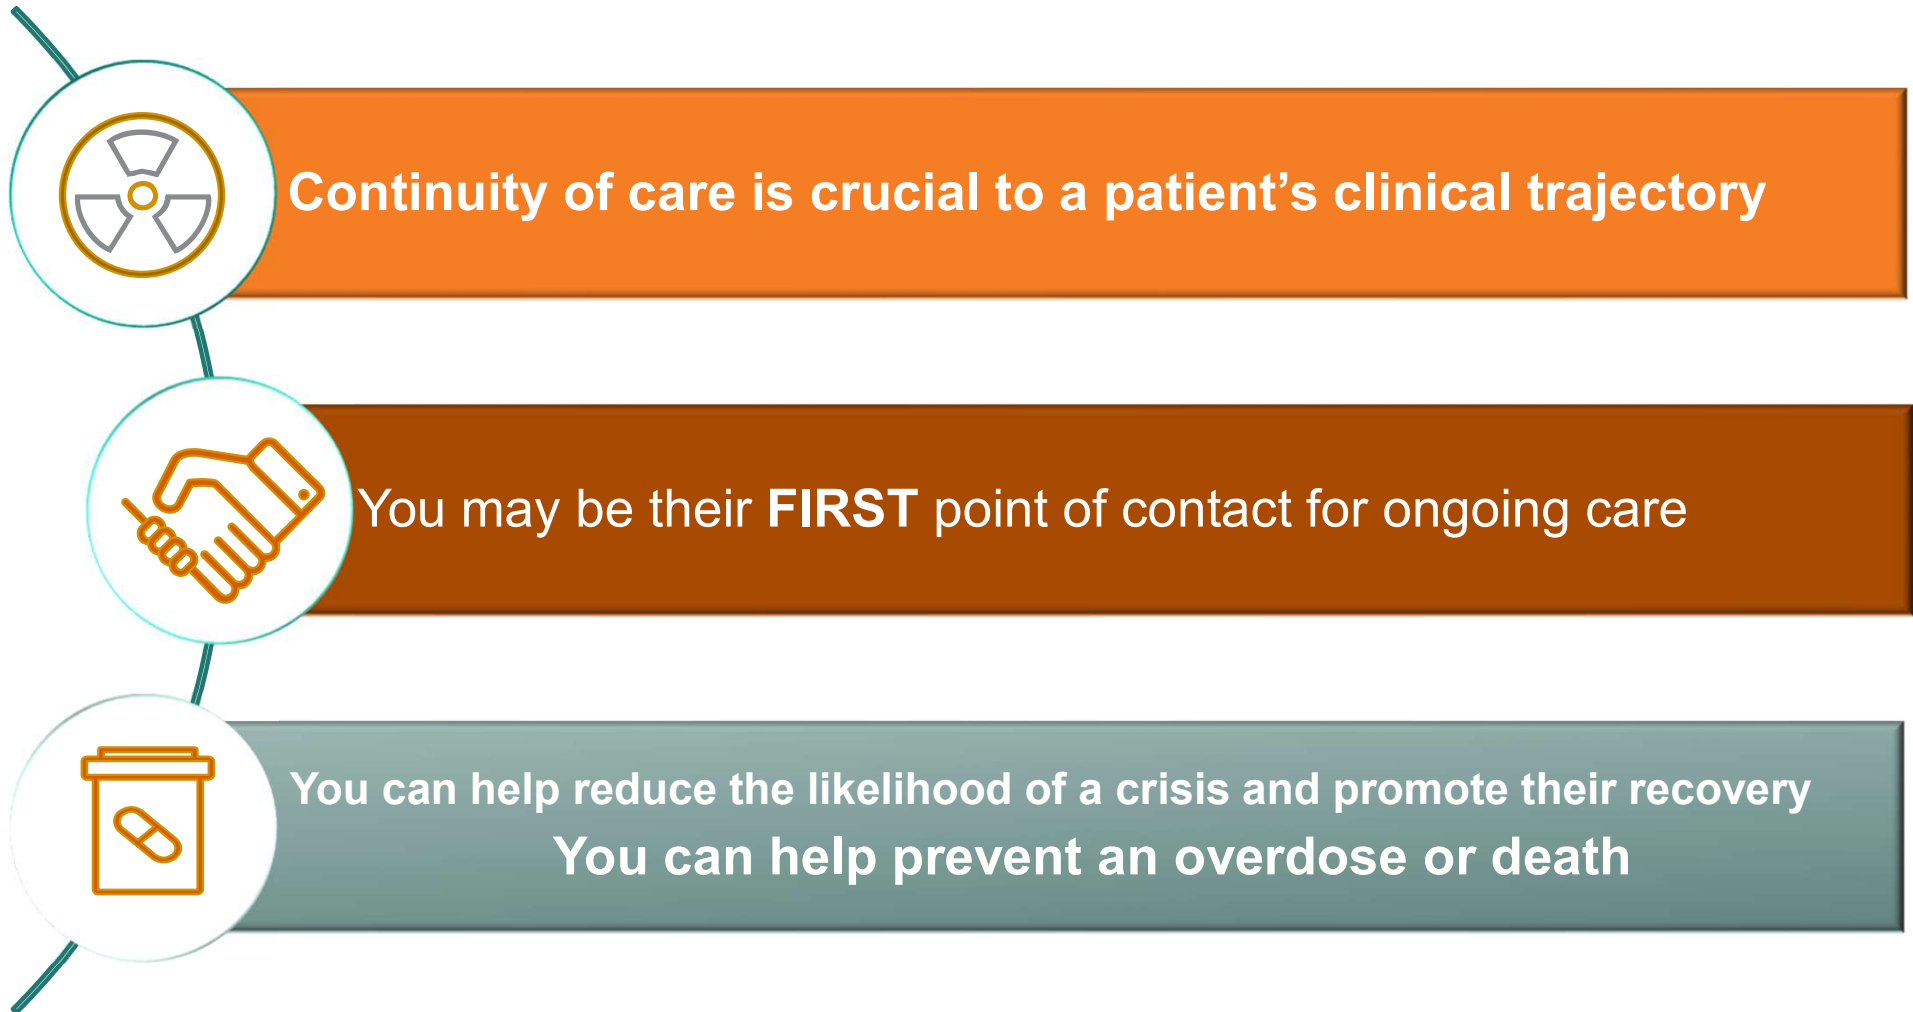 Continuity of care is crucial to a patient’s clinical trajectory
You may be their FIRST point of contact for ongoing care
You can help reduce the likelihood of a crisis and promote their recovery
You can help prevent an overdose or death